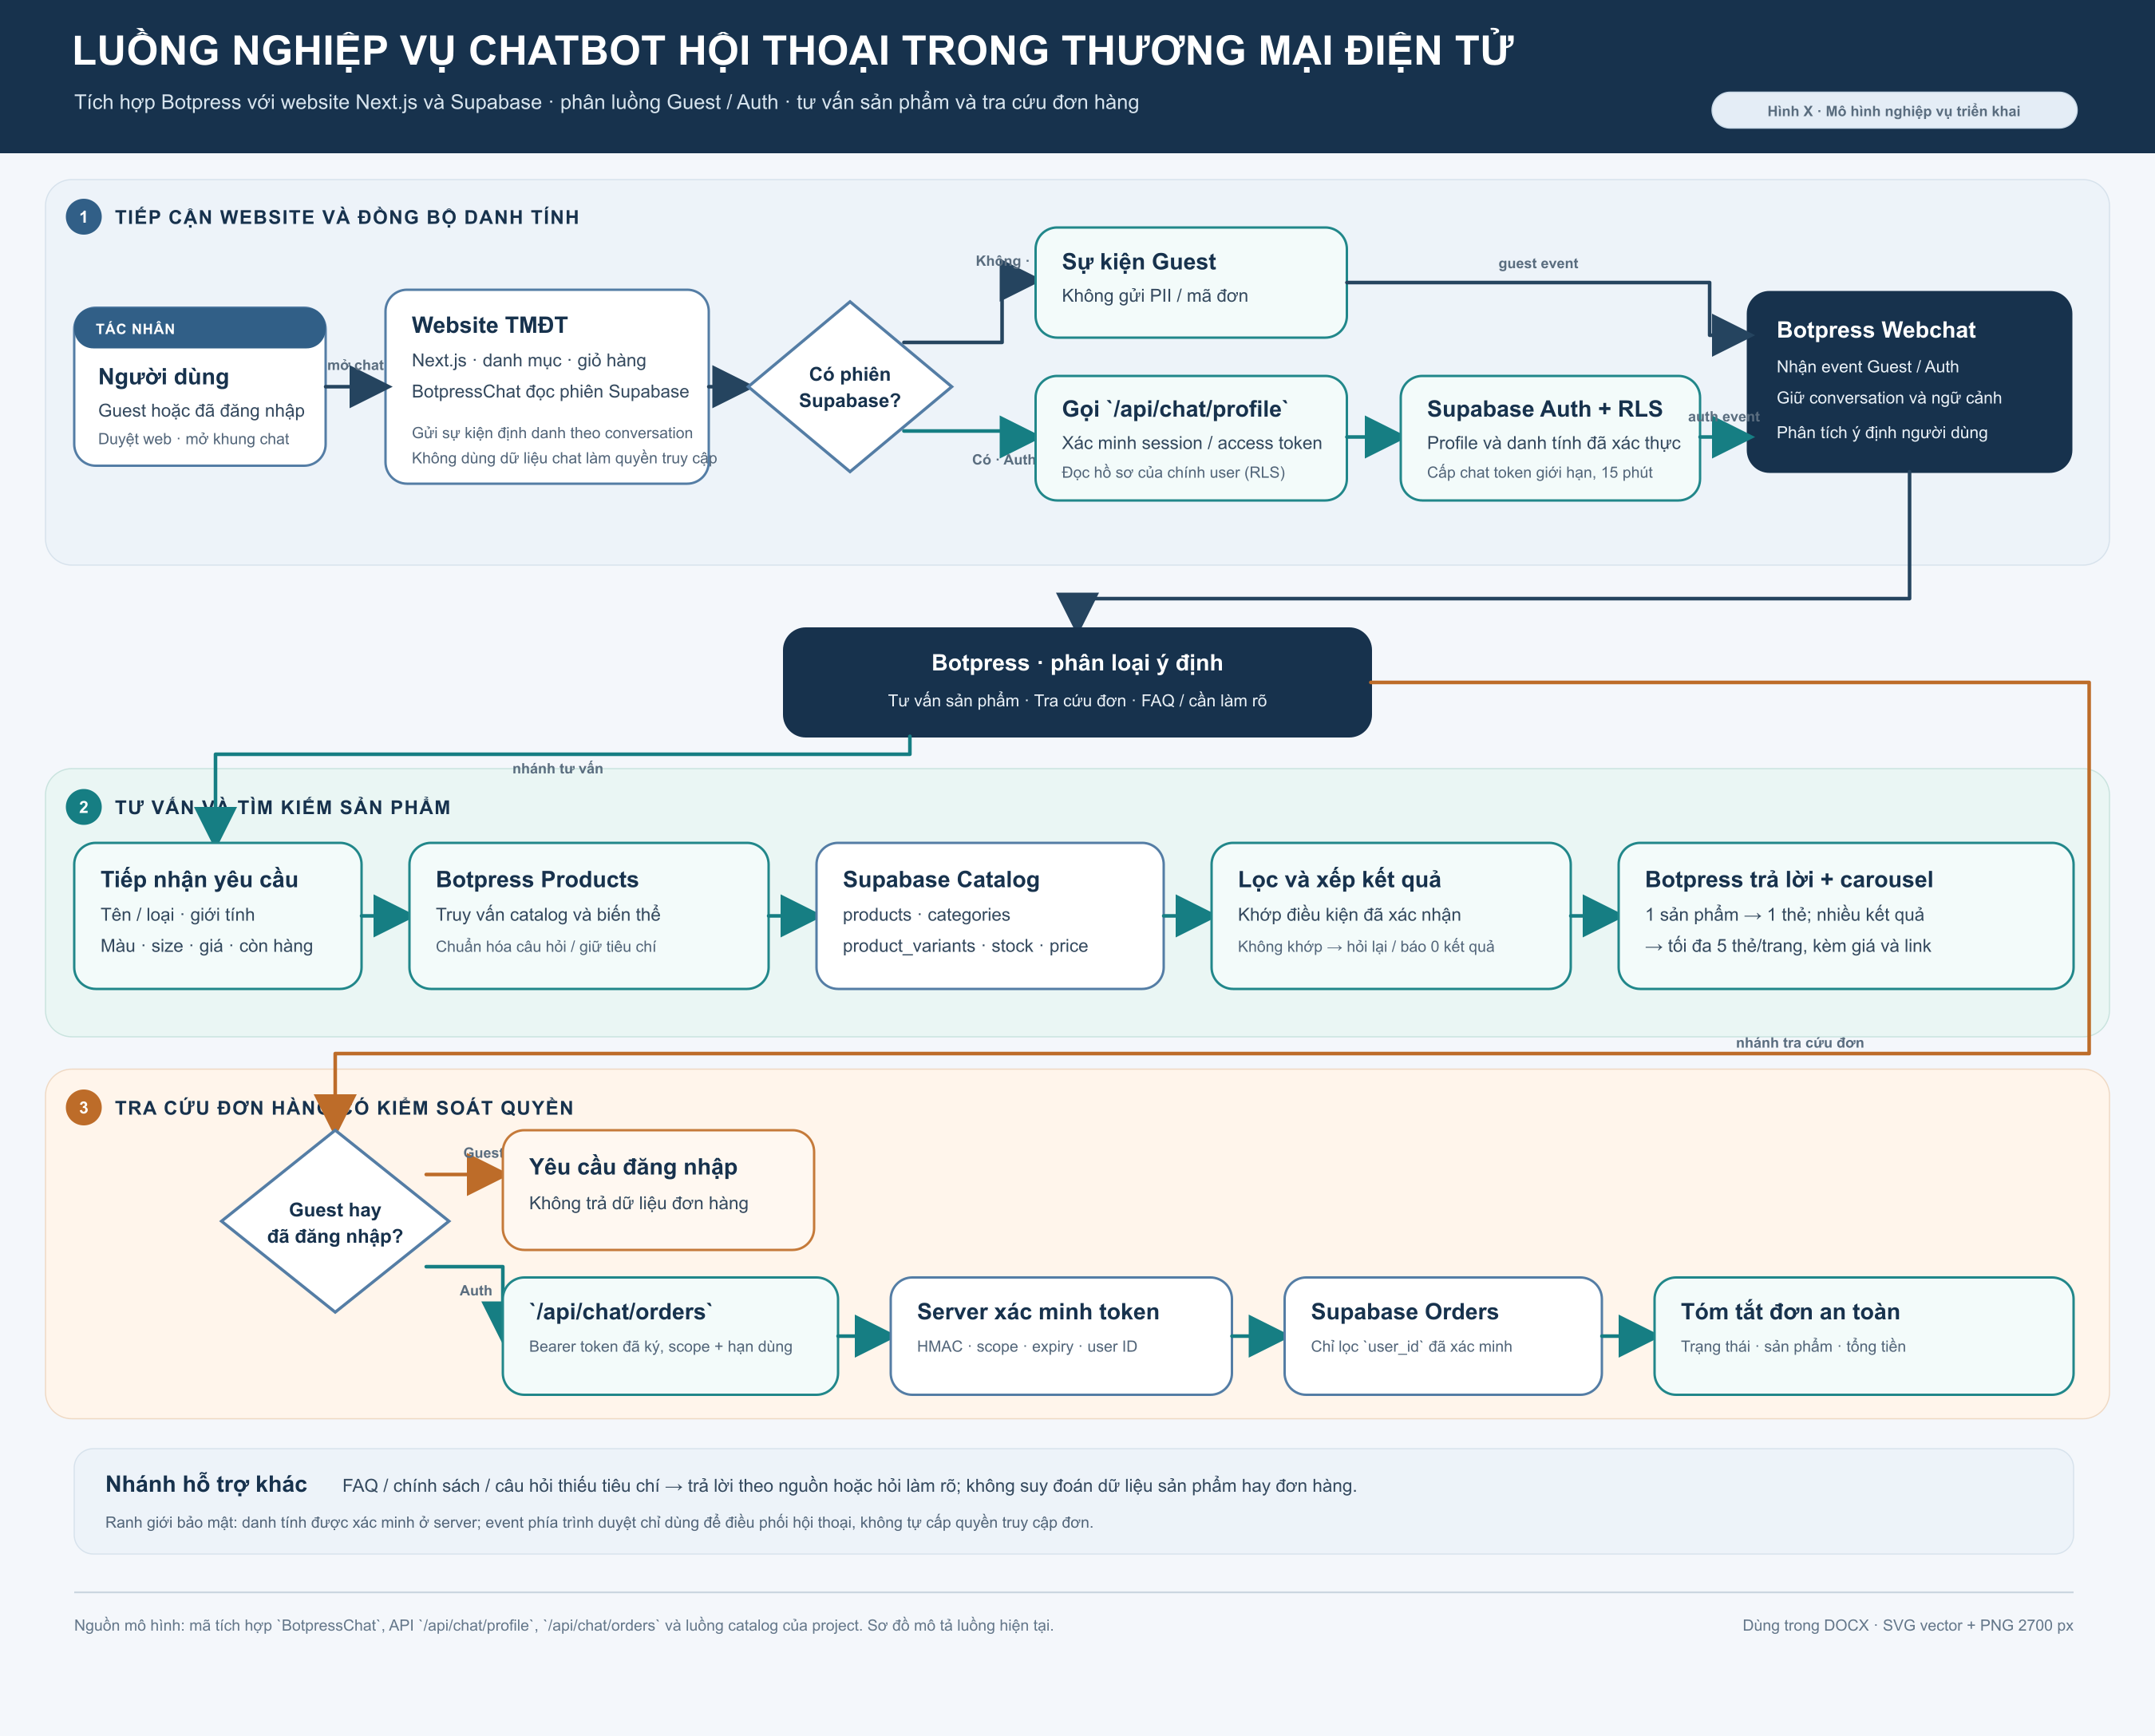 LUỒNG NGHIỆP VỤ CHATBOT HỘI THOẠI TRONG THƯƠNG MẠI ĐIỆN TỬ
Tích hợp Botpress với website Next.js và Supabase · phân luồng Guest / Auth · tư vấn sản phẩm và tra cứu đơn hàng
Hình X · Mô hình nghiệp vụ triển khai
1 TIẾP CẬN WEBSITE VÀ ĐỒNG BỘ DANH TÍNH
TÁC NHÂN
Người dùng
Guest hoặc đã đăng nhập
Duyệt web · mở khung chat
mở chat
Website TMĐT
Next.js · danh mục · giỏ hàng
BotpressChat đọc phiên Supabase
Gửi sự kiện định danh theo conversation
Không dùng dữ liệu chat làm quyền truy cập
Có phiên
Supabase?
Không ·
Sự kiện Guest
Không gửi PII / mã đơn
guest event
Có · Auth
Gọi `/api/chat/profile`
Xác minh session / access token
Đọc hồ sơ của chính user (RLS)
Supabase Auth + RLS
Profile và danh tính đã xác thực
Cấp chat token giới hạn, 15 phút
auth event
Botpress Webchat
Nhận event Guest / Auth
Giữ conversation và ngữ cảnh
Phân tích ý định người dùng
Botpress · phân loại ý định
Tư vấn sản phẩm · Tra cứu đơn · FAQ / cần làm rõ
nhánh tư vấn
2 TƯ VẤN VÀ TÌM KIẾM SẢN PHẨM
Tiếp nhận yêu cầu
Tên / loại · giới tính
Màu · size · giá · còn hàng
Botpress Products
Truy vấn catalog và biến thể
Chuẩn hóa câu hỏi / giữ tiêu chí
Supabase Catalog
products · categories
product_variants · stock · price
Lọc và xếp kết quả
Khớp điều kiện đã xác nhận
Không khớp → hỏi lại / báo 0 kết quả
Botpress trả lời + carousel
1 sản phẩm → 1 thẻ; nhiều kết quả
→ tối đa 5 thẻ/trang, kèm giá và link
nhánh tra cứu đơn
3 TRA CỨU ĐƠN HÀNG CÓ KIỂM SOÁT QUYỀN
Guest hay
đã đăng nhập?
Guest
Yêu cầu đăng nhập
Không trả dữ liệu đơn hàng
Auth
`/api/chat/orders`
Bearer token đã ký, scope + hạn dùng
Server xác minh token
HMAC · scope · expiry · user ID
Supabase Orders
Chỉ lọc `user_id` đã xác minh
Tóm tắt đơn an toàn
Trạng thái · sản phẩm · tổng tiền
Nhánh hỗ trợ khác FAQ / chính sách / câu hỏi thiếu tiêu chí → trả lời theo nguồn hoặc hỏi làm rõ; không suy đoán dữ liệu sản phẩm hay đơn hàng.
Ranh giới bảo mật: danh tính được xác minh ở server; event phía trình duyệt chỉ dùng để điều phối hội thoại, không tự cấp quyền truy cập đơn.
Nguồn mô hình: mã tích hợp `BotpressChat`, API `/api/chat/profile`, `/api/chat/orders` và luồng catalog của project. Sơ đồ mô tả luồng hiện tại.
Dùng trong DOCX · SVG vector + PNG 2700 px